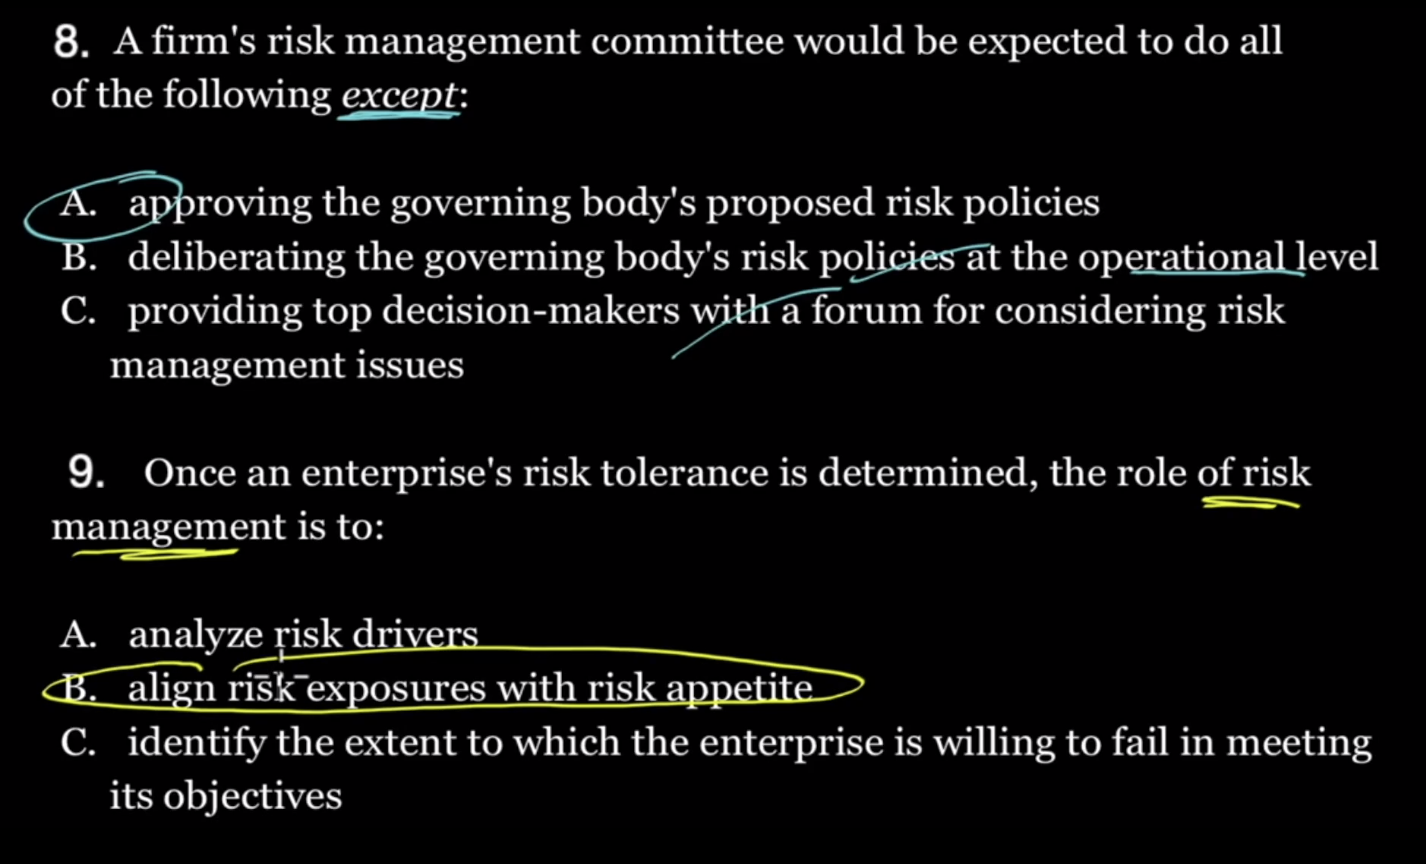 8. A firm's risk management committee would be expected to do all
of the following except:
A. approving the governing body's proposed risk policies
B. deliberating the governing body's risk policies at the operational level
C. providing top decision-makers with a forum for considering risk
management issues
9. Once an enterprise's risk tolerance is determined, the role of risk
management is to:
A. analyze risk drivers
B. align risk exposures with risk appetite
C. identify the extent to which the enterprise is willing to fail in meeting
its objectives